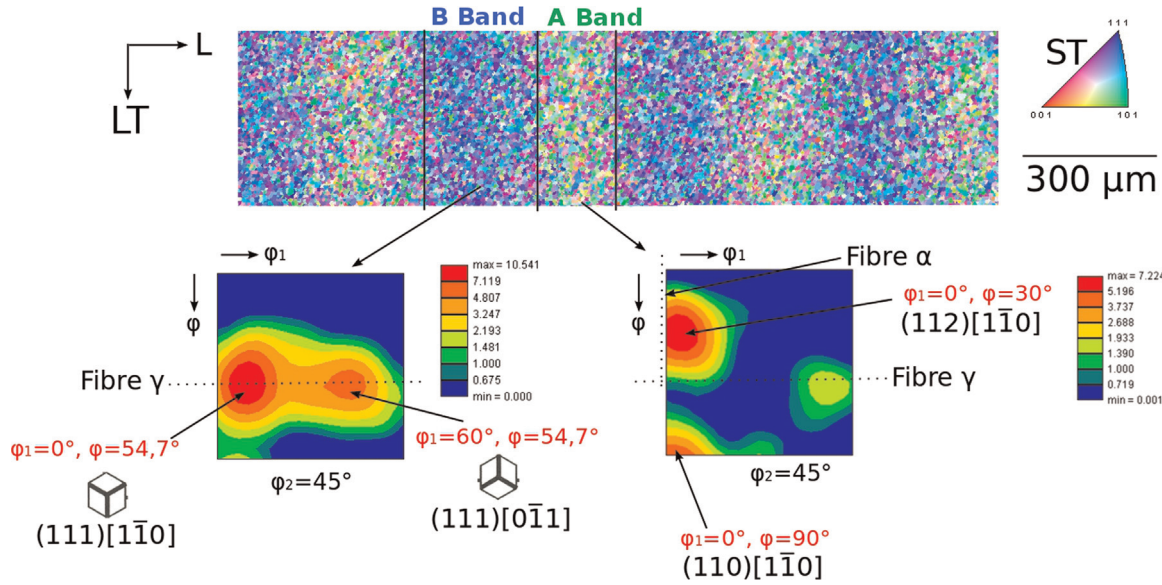 B Band
A Band
L
LT
ST
111
001
101
300 µm
φ1
φ
max = 10.541
7.119
4.807
3.247
2.193
1.481
1.000
0.675
min = 0.000
Fibre γ
φ1=0°, φ=54,7°
(111)[11̅0]
φ2=45°
φ1=60°, φ=54,7°
(111)[01̅1]
φ1
φ
Fibre α
φ1=0°, φ=30°
(112)[11̅0]
max = 7.224
5.196
3.737
2.688
1.933
1.390
1.000
0.719
min = 0.001
Fibre γ
φ2=45°
φ1=0°, φ=90°
(110)[11̅0]